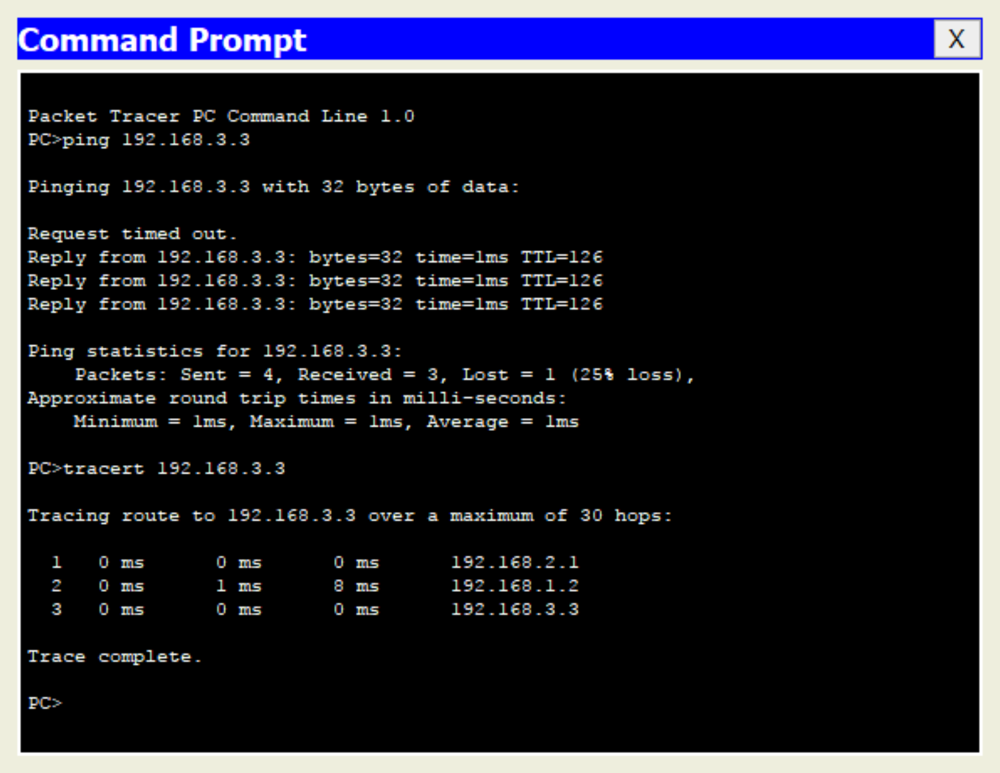 Command Prompt
X
Packet Tracer PC Command Line 1.0
PC>ping 192.168.3.3
Pinging 192.168.3.3 with 32 bytes of data:
Request timed out.
Reply from 192.168.3.3: bytes=32 time=1ms TTL=126
Reply from 192.168.3.3: bytes=32 time=1ms TTL=126
Reply from 192.168.3.3: bytes=32 time=1ms TTL=126
Ping statistics for 192.168.3.3:
Packets: Sent = 4, Received = 3, Lost = 1 (25% loss),
Approximate round trip times in milli-seconds:
Minimum = 1ms, Maximum = 1ms, Average = 1ms
PC>tracert 192.168.3.3
Tracing route to 192.168.3.3 over a maximum of 30 hops:
1 0 ms 0 ms 0 ms 192.168.2.1
2 0 ms 1 ms 8 ms 192.168.1.2
3 0 ms 0 ms 0 ms 192.168.3.3
Trace complete.
PC>